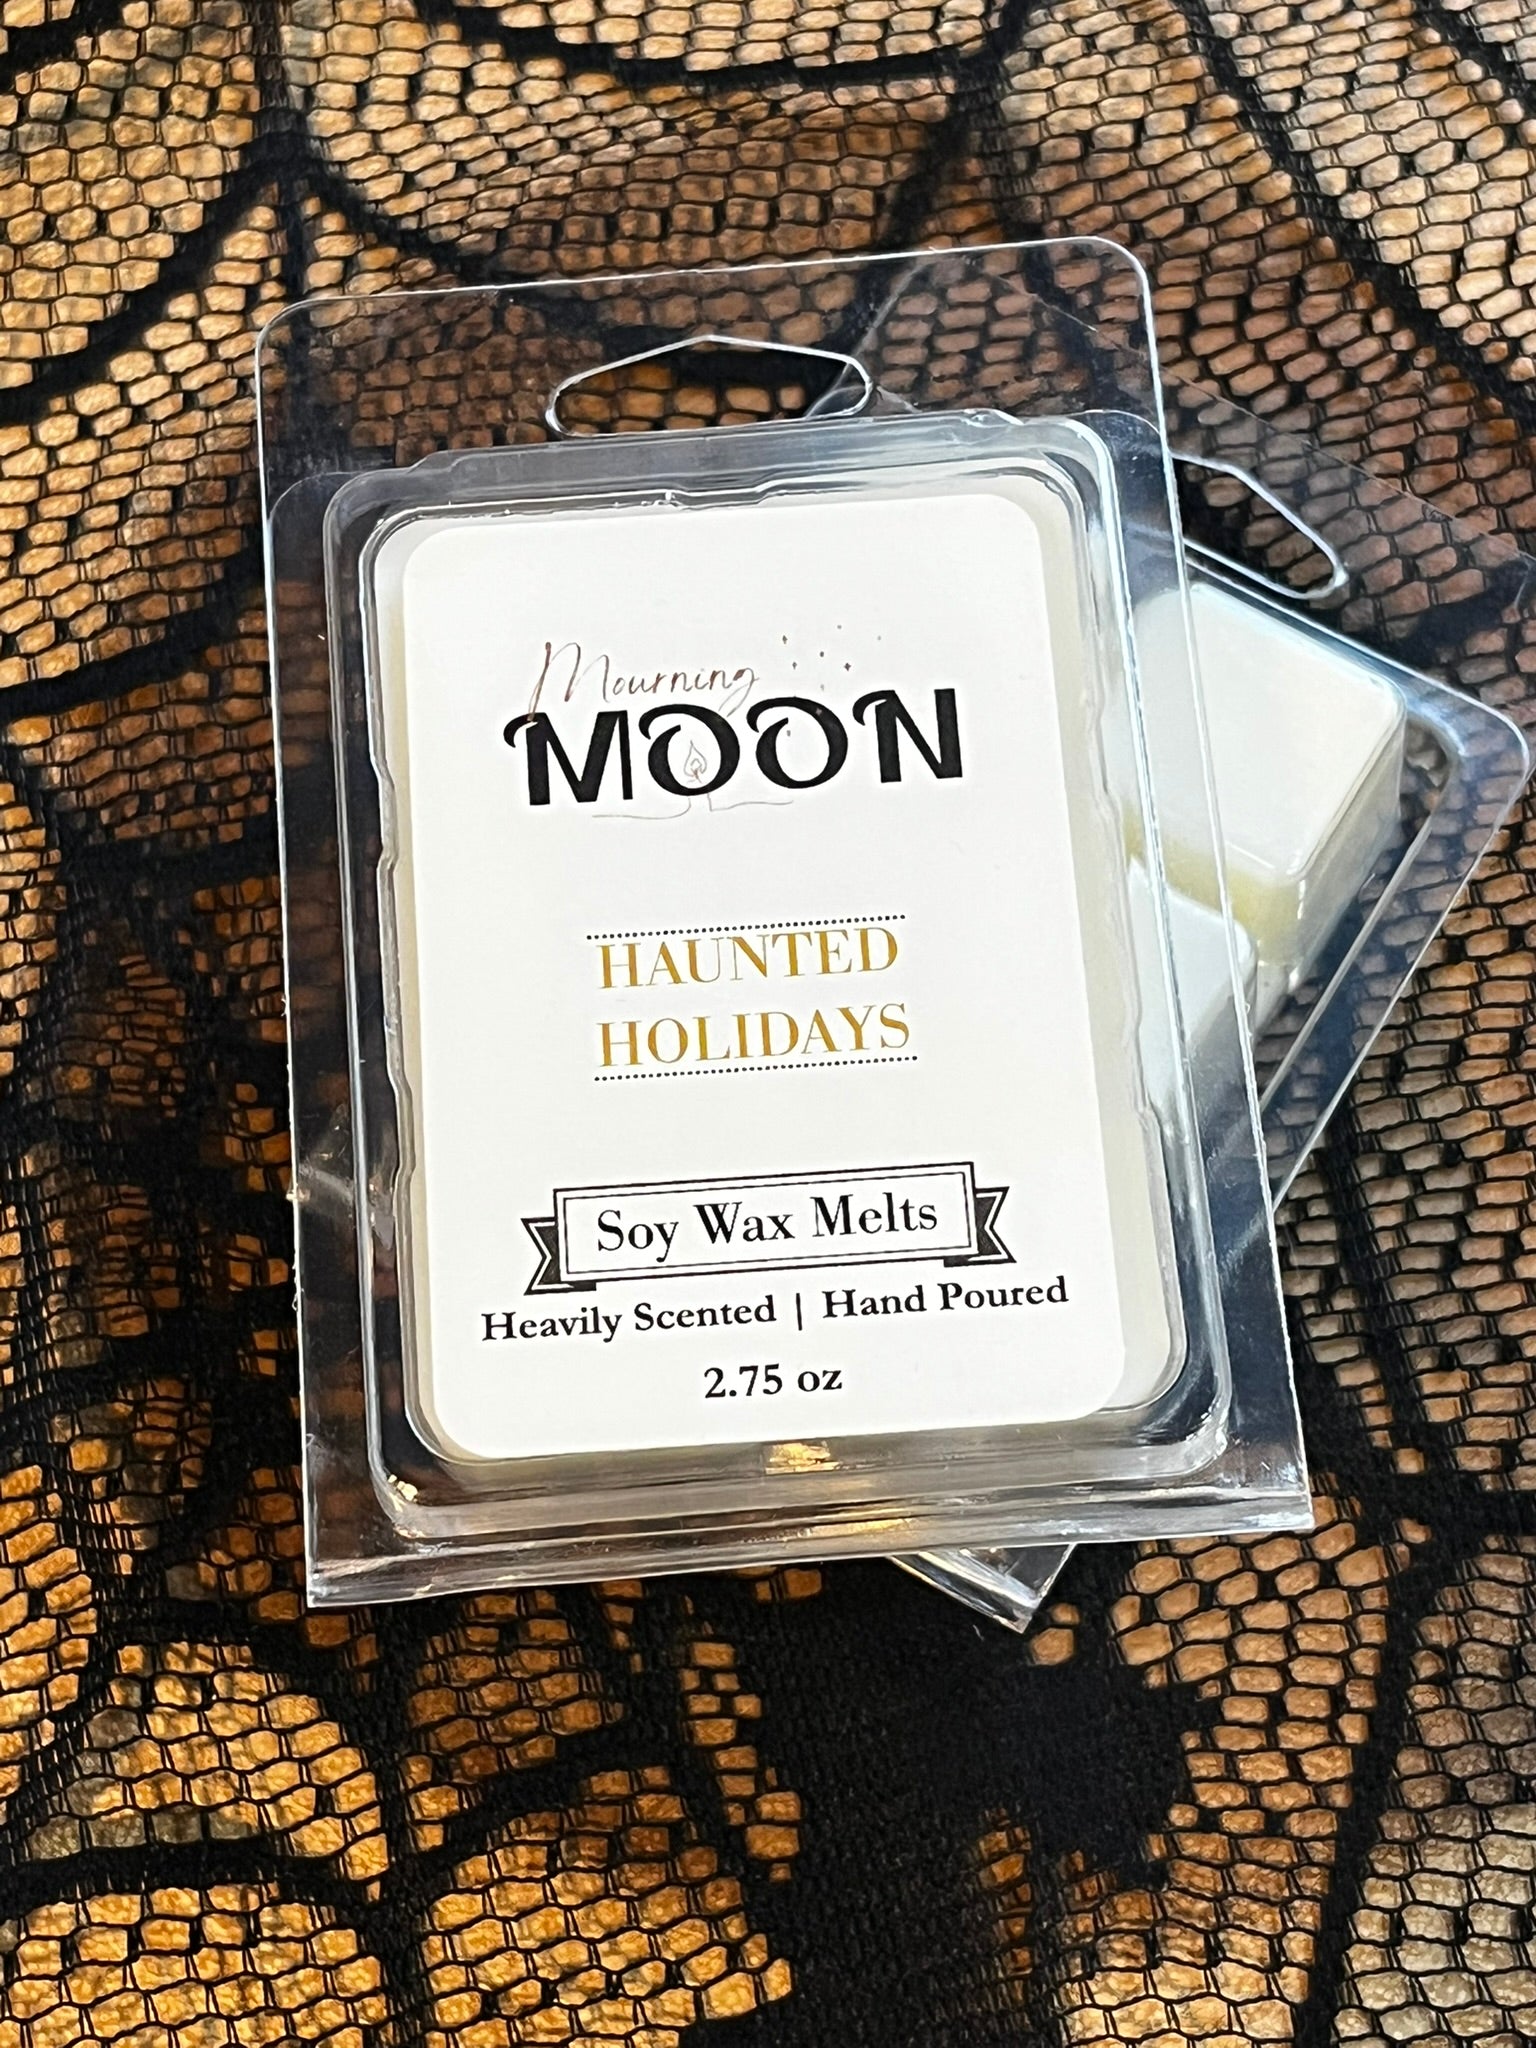 Mourning
MOON
HAUNTED
HOLIDAYS
Soy Wax Melts
Heavily Scented | Hand Poured
2.75 oz